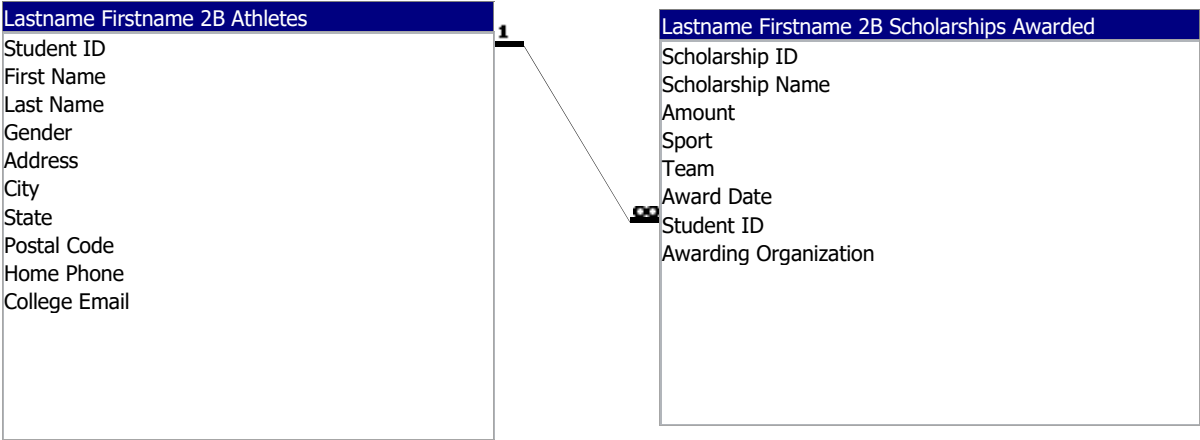 Lastname Firstname 2B Athletes
Student ID
First Name
Last Name
Gender
Address
City
State
Postal Code
Home Phone
College Email
1
∞
Lastname Firstname 2B Scholarships Awarded
Scholarship ID
Scholarship Name
Amount
Sport
Team
Award Date
Student ID
Awarding Organization